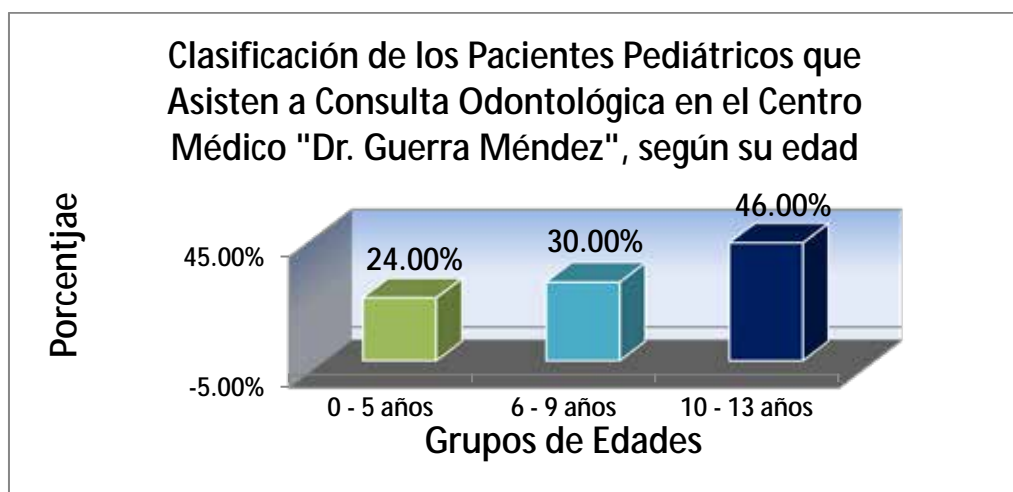 Clasificación de los Pacientes Pediátricos que
Asisten a Consulta Odontológica en el Centro
Médico "Dr. Guerra Méndez", según su edad
Porcentjae
45.00%
-5.00%
24.00%
30.00%
46.00%
0 - 5 años
6 - 9 años
10 - 13 años
Grupos de Edades